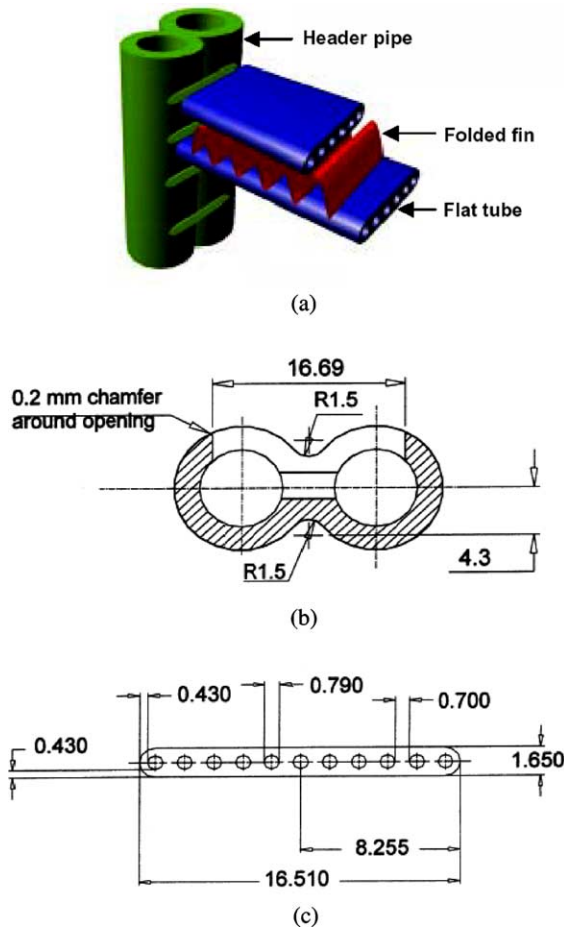 Header pipe
Folded fin
Flat tube
(a)
16.69
0.2 mm chamfer
around opening
R1.5
R1.5
4.3
(b)
0.430
0.790
0.700
0.430
1.650
8.255
16.510
(c)